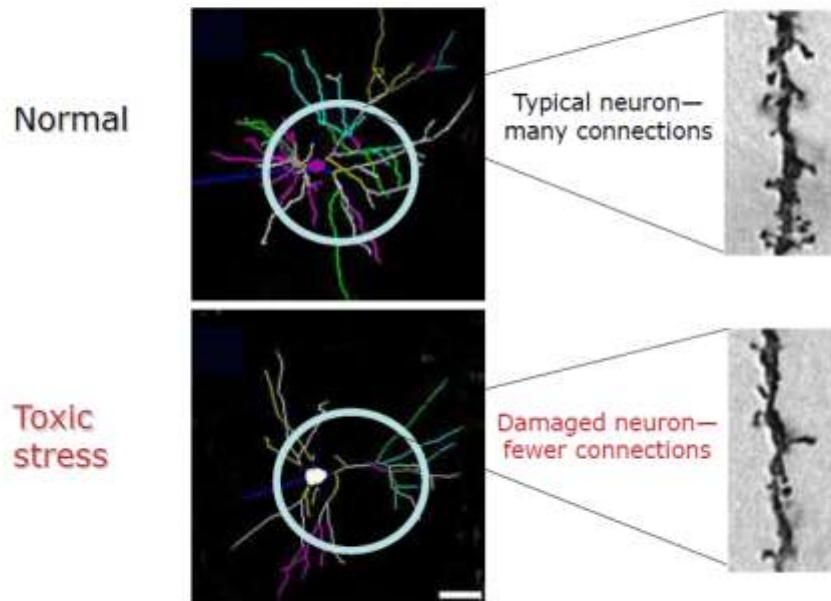 Normal
Typical neuron—
many connections
Toxic
stress
Damaged neuron—
fewer connections